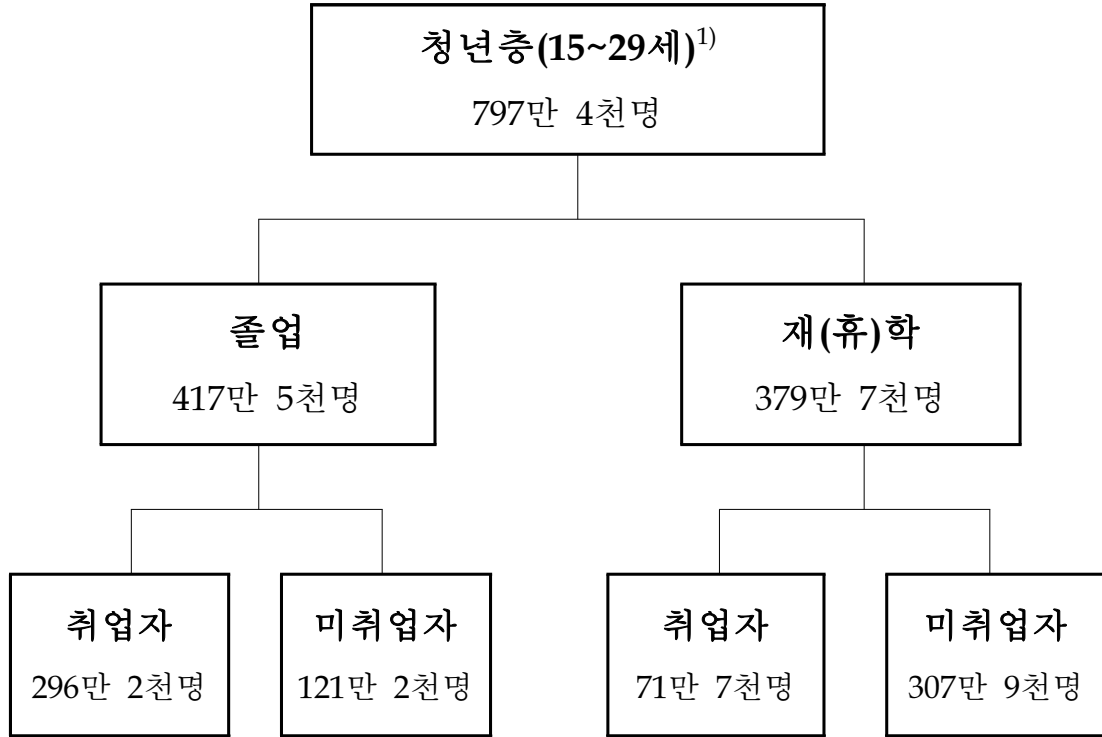 청년층(15~29세)1)
797만 4천명
졸업
417만 5천명
재(휴)학
379만 7천명
취업자
296만 2천명
미취업자
121만 2천명
취업자
71만 7천명
미취업자
307만 9천명